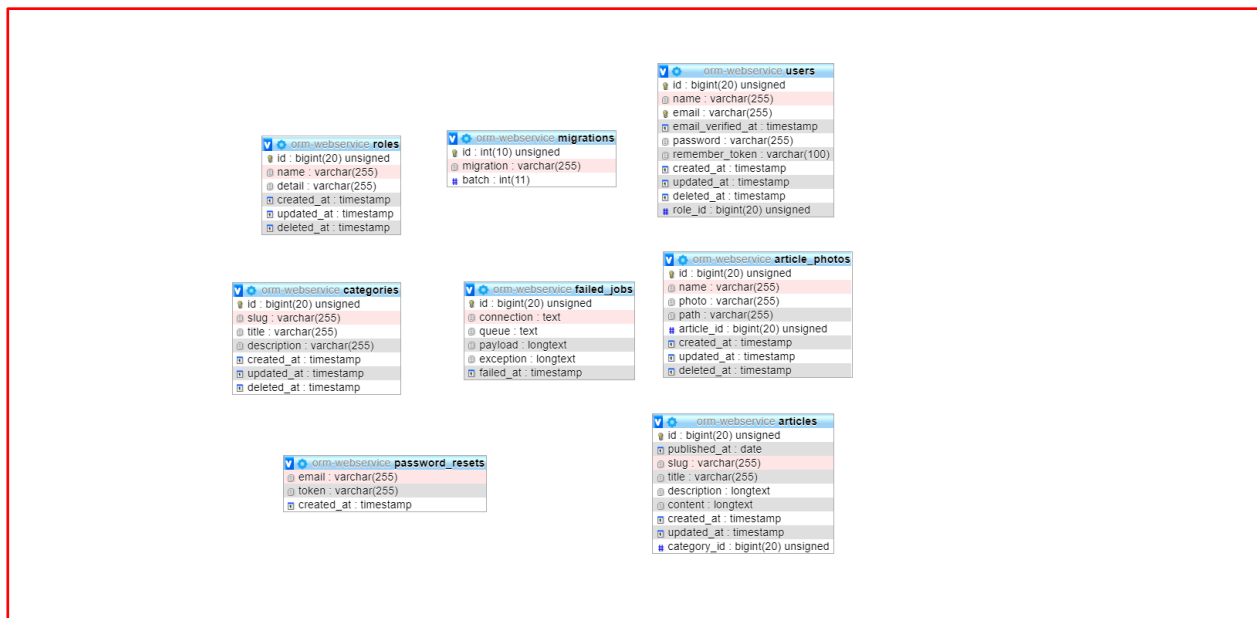 orm-webservice users
id : bigint(20) unsigned
name : varchar(255)
email : varchar(255)
email_verified_at : timestamp
password : varchar(255)
remember_token : varchar(100)
created_at : timestamp
updated_at : timestamp
deleted_at : timestamp
role_id : bigint(20) unsigned
orm-webservice roles
id : bigint(20) unsigned
name : varchar(255)
detail : varchar(255)
created_at : timestamp
updated_at : timestamp
deleted_at : timestamp
orm-webservice migrations
id : int(10) unsigned
migration : varchar(255)
batch : int(11)
orm-webservice article_photos
id : bigint(20) unsigned
name : varchar(255)
photo : varchar(255)
path : varchar(255)
article_id : bigint(20) unsigned
created_at : timestamp
updated_at : timestamp
deleted_at : timestamp
orm-webservice categories
id : bigint(20) unsigned
slug : varchar(255)
title : varchar(255)
description : varchar(255)
created_at : timestamp
updated_at : timestamp
deleted_at : timestamp
orm-webservice failed_jobs
id : bigint(20) unsigned
connection : text
queue : text
payload : longtext
exception : longtext
failed_at : timestamp
orm-webservice articles
id : bigint(20) unsigned
published_at : date
slug : varchar(255)
title : varchar(255)
description : longtext
content : longtext
created_at : timestamp
updated_at : timestamp
category_id : bigint(20) unsigned
orm-webservice password_resets
email : varchar(255)
token : varchar(255)
created_at : timestamp